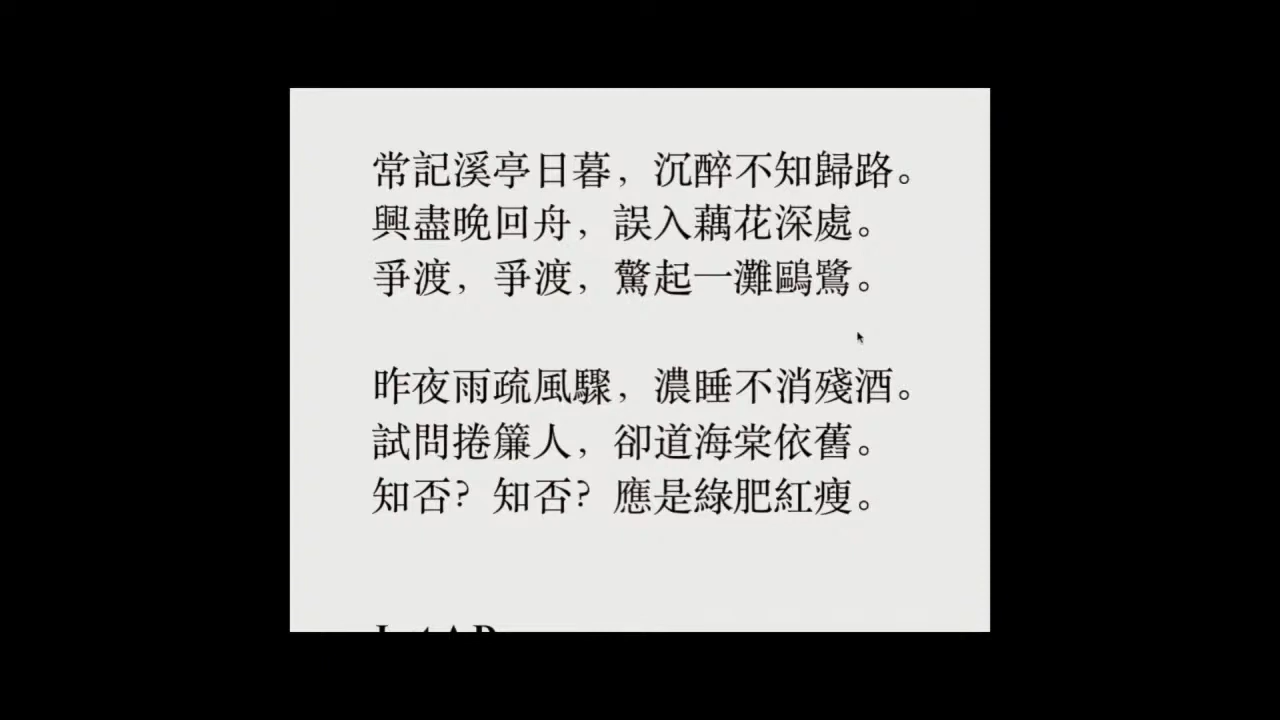 常記溪亭日暮，沉醉不知歸路。
興盡晚回舟，誤入藕花深處。
爭渡，爭渡，驚起一灘鷗鷺。
昨夜雨疏風驟，濃睡不消殘酒。
試問捲簾人，卻道海棠依舊。
知否？知否？應是綠肥紅瘦。